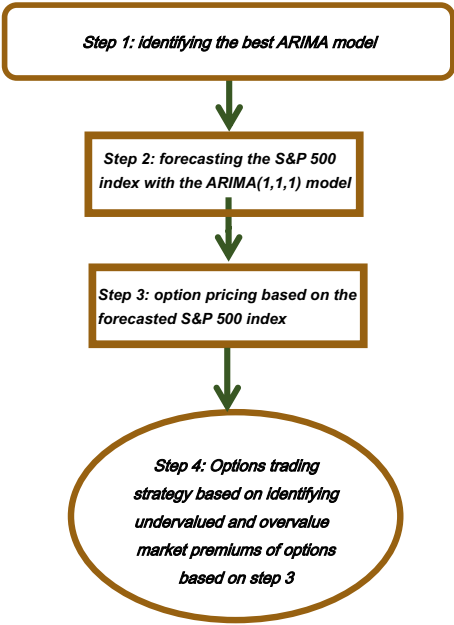 Step 1: identifying the best ARIMA model
Step 2: forecasting the S&P 500
index with the ARIMA(1,1,1) model
Step 3: option pricing based on the
forecasted S&P 500 index
Step 4: Options trading
strategy based on identifying
undervalued and overvalue
market premiums of options
based on step 3